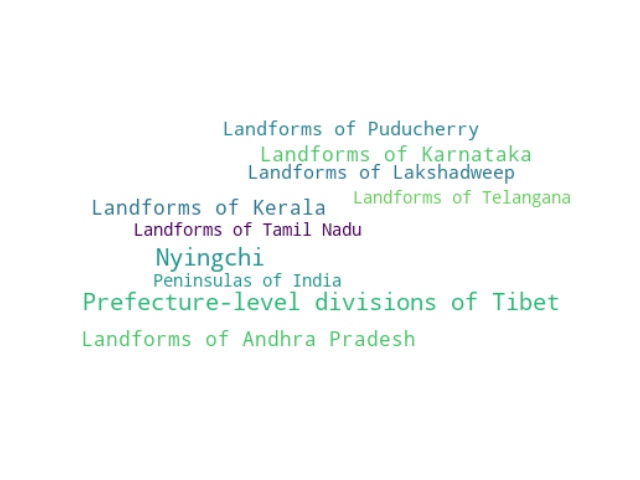 Landforms of Puducherry
Landforms of Karnataka
Landforms of Lakshadweep
Landforms of Telangana
Landforms of Kerala
Landforms of Tamil Nadu
Nyingchi
Peninsulas of India
Prefecture-level divisions of Tibet
Landforms of Andhra Pradesh